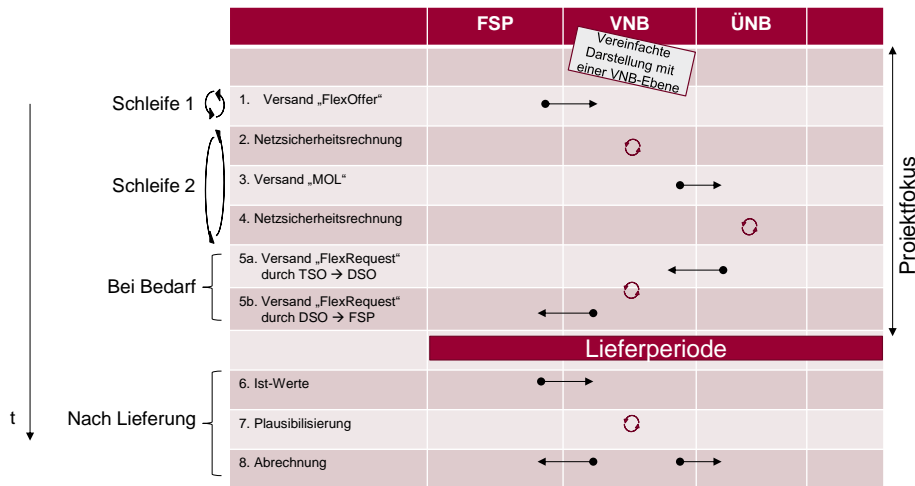 FSP VNB ÜNB
Vereinfachte
Darstellung mit
einer VNB-Ebene
Schleife 1
1. Versand „FlexOffer“
2. Netzsicherheitsrechnung
Schleife 2
3. Versand „MOL“
4. Netzsicherheitsrechnung
Bei Bedarf
5a. Versand „FlexRequest“
durch TSO → DSO
5b. Versand „FlexRequest“
durch DSO → FSP
Projektfokus
Lieferperiode
t
Nach Lieferung
6. Ist-Werte
7. Plausibilisierung
8. Abrechnung